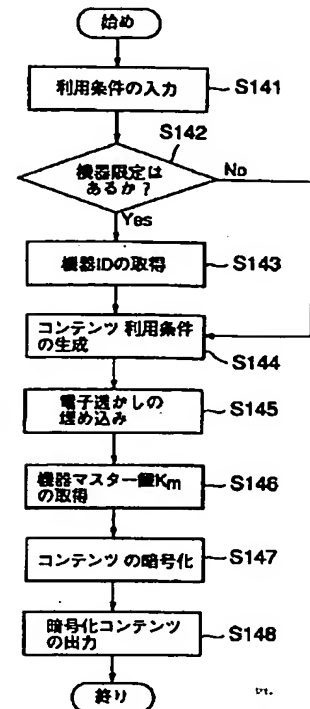 始め
利用条件の入力
S141
S142
機器限定は
あるか?
No
Yes
機器IDの取得
S143
コンテンツ利用条件
の生成
S144
電子透かしの
埋め込み
S145
機器マスター鍵Km
の取得
S146
コンテンツの暗号化
S147
暗号化コンテンツ
の出力
S148
終り